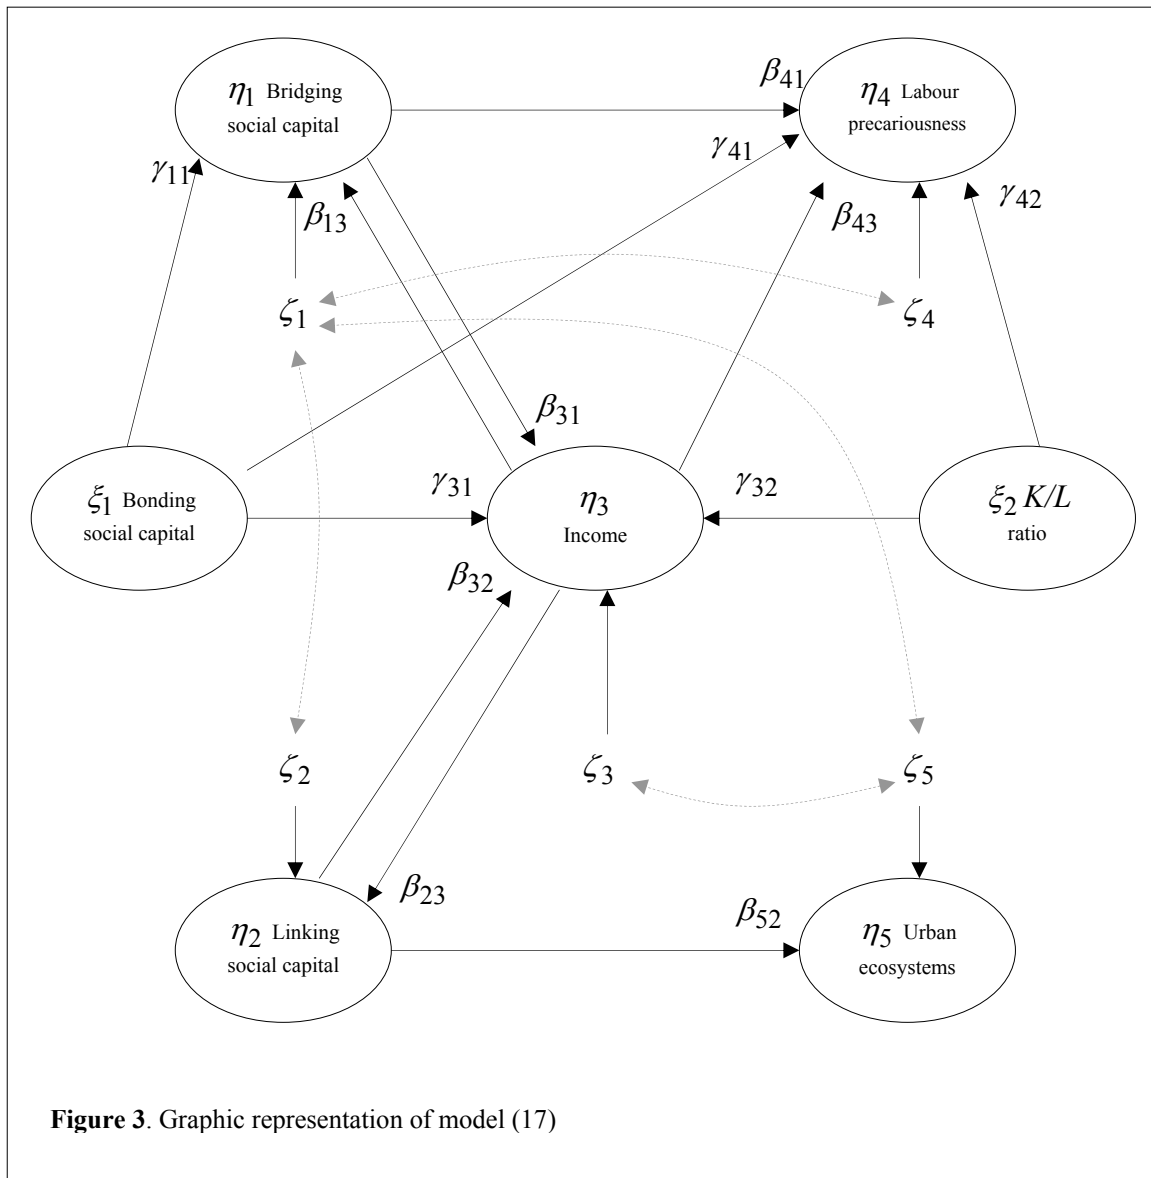 β41
η1 Bridging
social capital
η4 Labour
precariousness
γ11
γ41
β13
β43
γ42
ζ1
ζ4
β31
ξ1 Bonding
social capital
γ31
η3
Income
γ32
ξ2 K/L
ratio
β32
ζ2
ζ3
ζ5
β23
β52
η2 Linking
social capital
η5 Urban
ecosystems
Figure 3. Graphic representation of model (17)